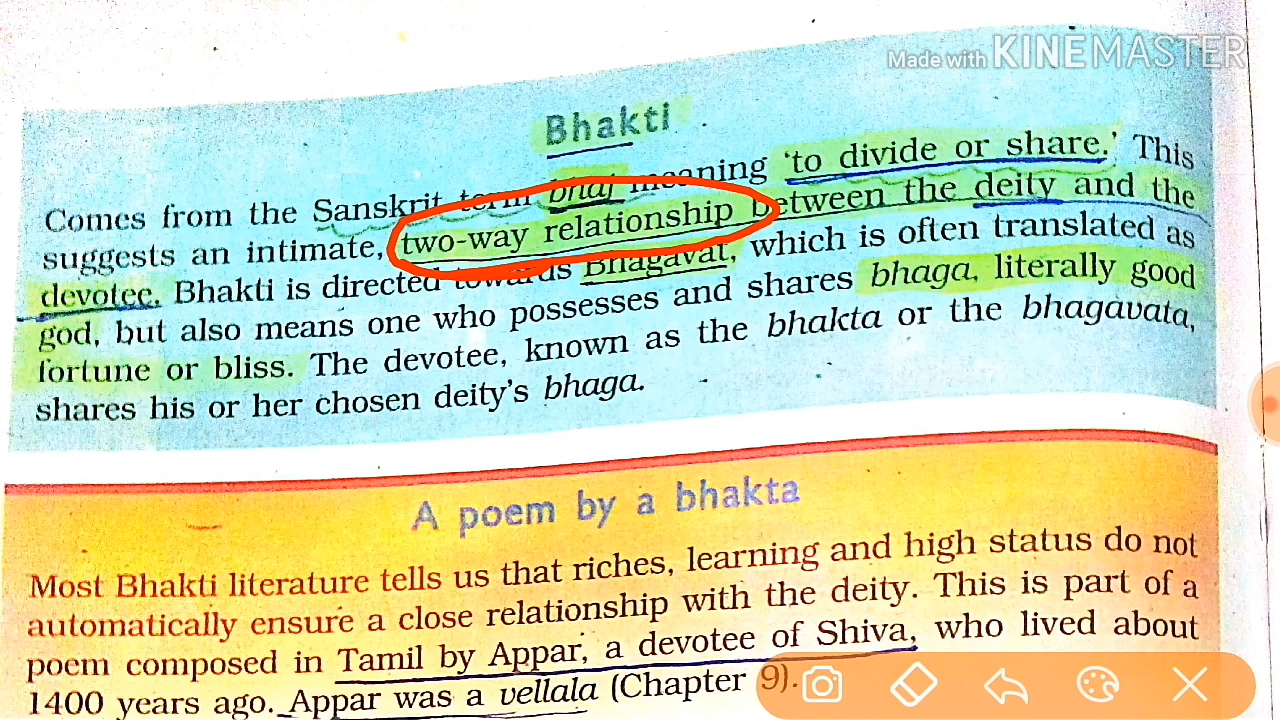 Made with KINEMASTER
Bhakti
Comes from the Sanskrit term bhaj meaning 'to divide or share.' This
suggests an intimate, two-way relationship between the deity and the
devotee. Bhakti is directed towards Bhagavat, which is often translated as
god, but also means one who possesses and shares bhaga, literally good
fortune or bliss. The devotee, known as the bhakta or the bhagavata,
shares his or her chosen deity's bhaga.
A poem by a bhakta
Most Bhakti literature tells us that riches, learning and high status do not
automatically ensure a close relationship with the deity. This is part of a
poem composed in Tamil by Appar, a devotee of Shiva, who lived about
1400 years ago. Appar was a vellala (Chapter 9).